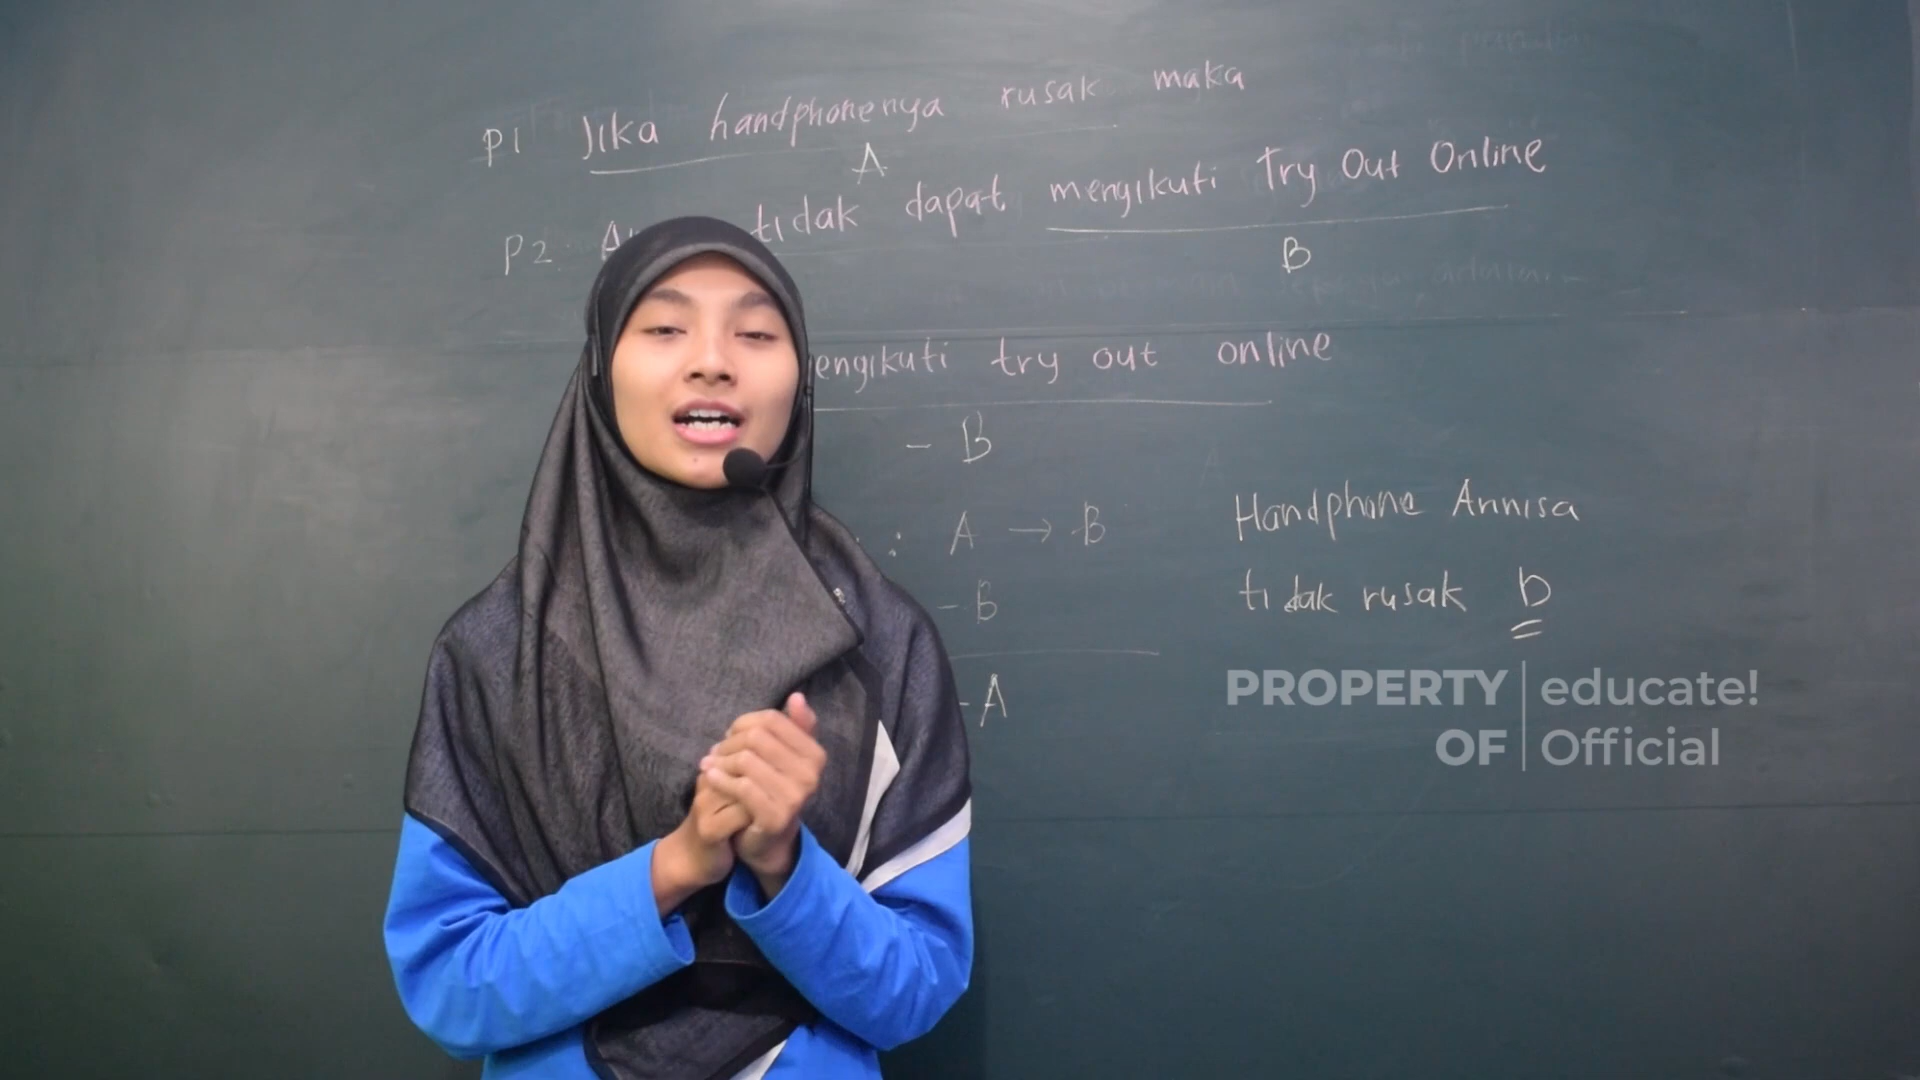 P1 Jika handphonenya rusak maka
A
P2 tidak dapat mengikuti Try Out Online
B
engikuti try out online
- B
∴ A → B
- B
- A
Handphone Annisa
tidak rusak D
PROPERTY OF
educate! Official